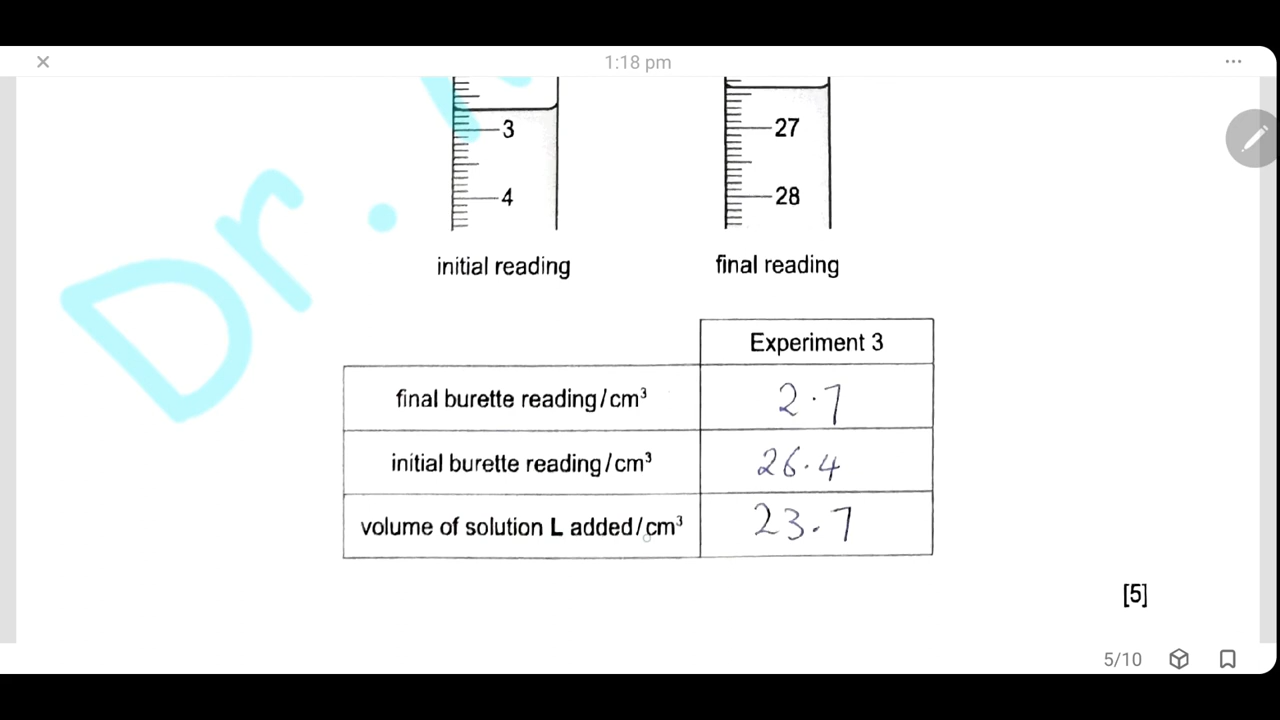 1:18 pm
3
27
4
28
initial reading
final reading
Dr.
Experiment 3
final burette reading/cm³ 2.7
initial burette reading/cm³ 26.4
volume of solution L added/cm³ 23.7
[5]
5/10